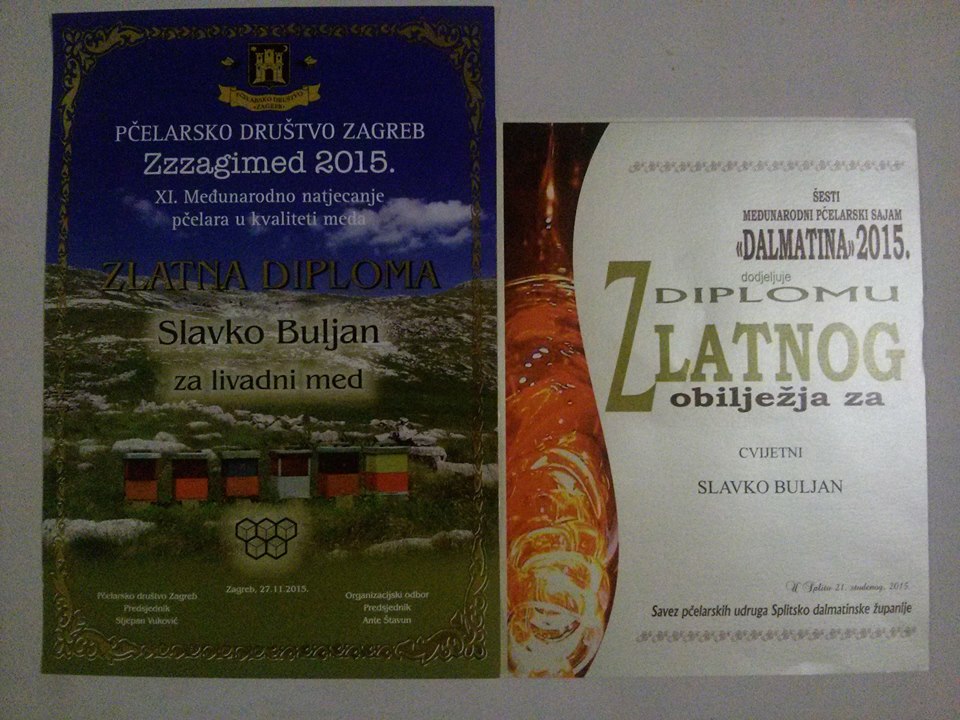 PČELARSKO DRUŠTVO
ZAGREB
PČELARSKO DRUŠTVO ZAGREB
Zzzagimed 2015.
XI. Međunarodno natjecanje
pčelara u kvaliteti meda
ZLATNA DIPLOMA
Slavko Buljan
za livadni med
Zagreb, 27.11.2015.
Pčelarsko društvo Zagreb
Predsjednik
Stjepan Vuković
Organizacijski odbor
Predsjednik
Ante Štavun
ŠESTI
MEĐUNARODNI PČELARSKI SAJAM
«DALMATINA» 2015.
dodjeljuje
DIPLOMU
ZLATNOG
obilježja za
CVIJETNI
SLAVKO BULJAN
U Splitu 21. studenog, 2015.
Savez pčelarskih udruga Splitsko dalmatinske županije